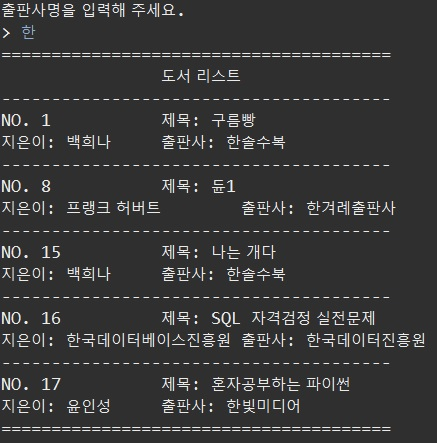 출판사명을 입력해 주세요.
> 한
=======================================
도서 리스트
---------------------------------------
NO. 1 제목: 구름빵
지은이: 백희나 출판사: 한솔수북
---------------------------------------
NO. 8 제목: 듄1
지은이: 프랭크 허버트 출판사: 한겨레출판사
---------------------------------------
NO. 15 제목: 나는 개다
지은이: 백희나 출판사: 한솔수북
---------------------------------------
NO. 16 제목: SQL 자격검정 실전문제
지은이: 한국데이터베이스진흥원 출판사: 한국데이터진흥원
---------------------------------------
NO. 17 제목: 혼자공부하는 파이썬
지은이: 윤인성 출판사: 한빛미디어
=======================================